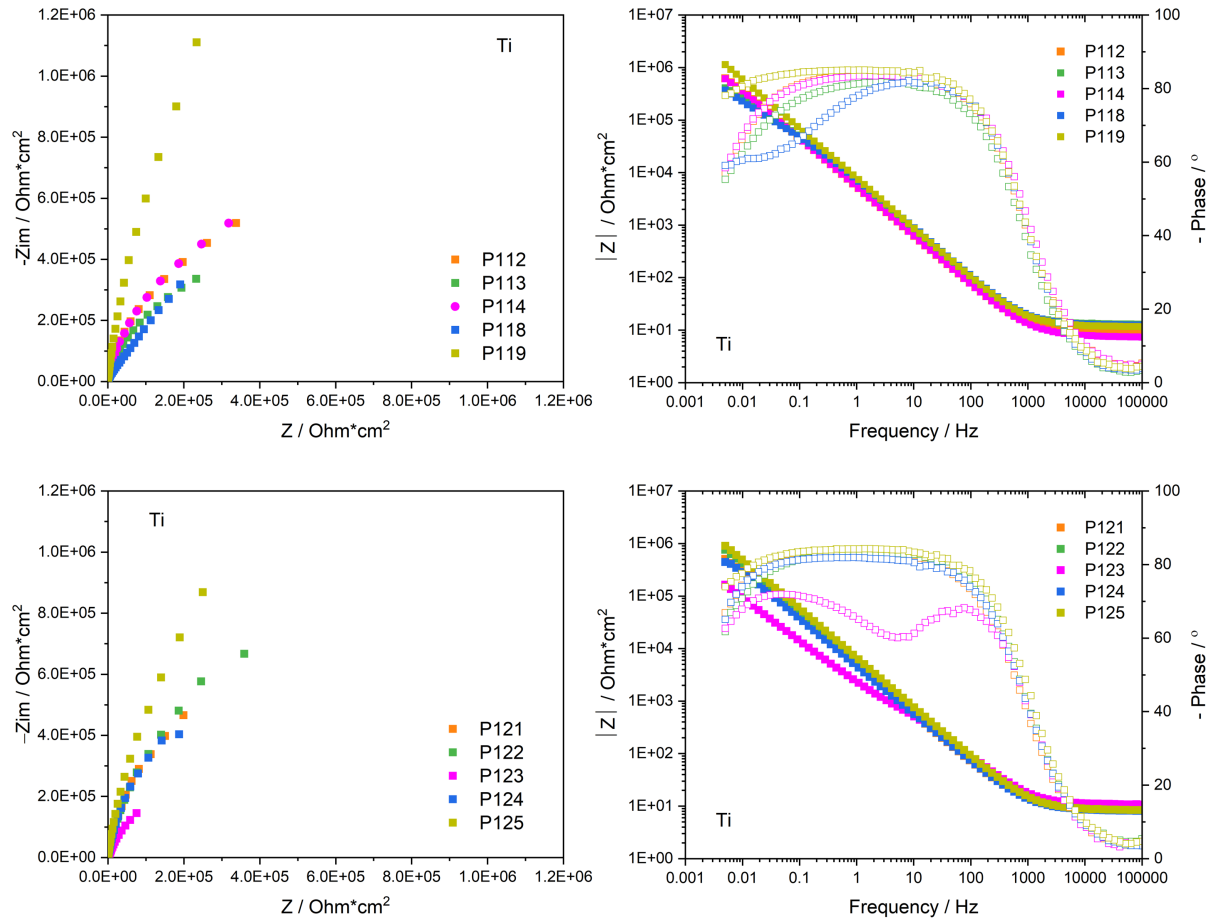 1.2E+06
1.0E+06
8.0E+05
6.0E+05
4.0E+05
2.0E+05
0.0E+00
-Zim / Ohm*cm²
Ti
P112
P113
P114
P118
P119
0.0E+00 2.0E+05 4.0E+05 6.0E+05 8.0E+05 1.0E+06 1.2E+06
Z / Ohm*cm²
1E+07
1E+06
1E+05
1E+04
1E+03
1E+02
1E+01
1E+00
|Z| / Ohm*cm²
P112
P113
P114
P118
P119
Ti
100
80
60
40
20
0
- Phase / °
0.001 0.01 0.1 1 10 100 1000 10000 100000
Frequency / Hz
1.2E+06
1.0E+06
8.0E+05
6.0E+05
4.0E+05
2.0E+05
0.0E+00
−Zim / Ohm*cm²
Ti
P121
P122
P123
P124
P125
0.0E+00 2.0E+05 4.0E+05 6.0E+05 8.0E+05 1.0E+06 1.2E+06
Z / Ohm*cm²
1E+07
1E+06
1E+05
1E+04
1E+03
1E+02
1E+01
1E+00
|Z| / Ohm*cm²
P121
P122
P123
P124
P125
Ti
100
80
60
40
20
0
- Phase / °
0.001 0.01 0.1 1 10 100 1000 10000 100000
Frequency / Hz